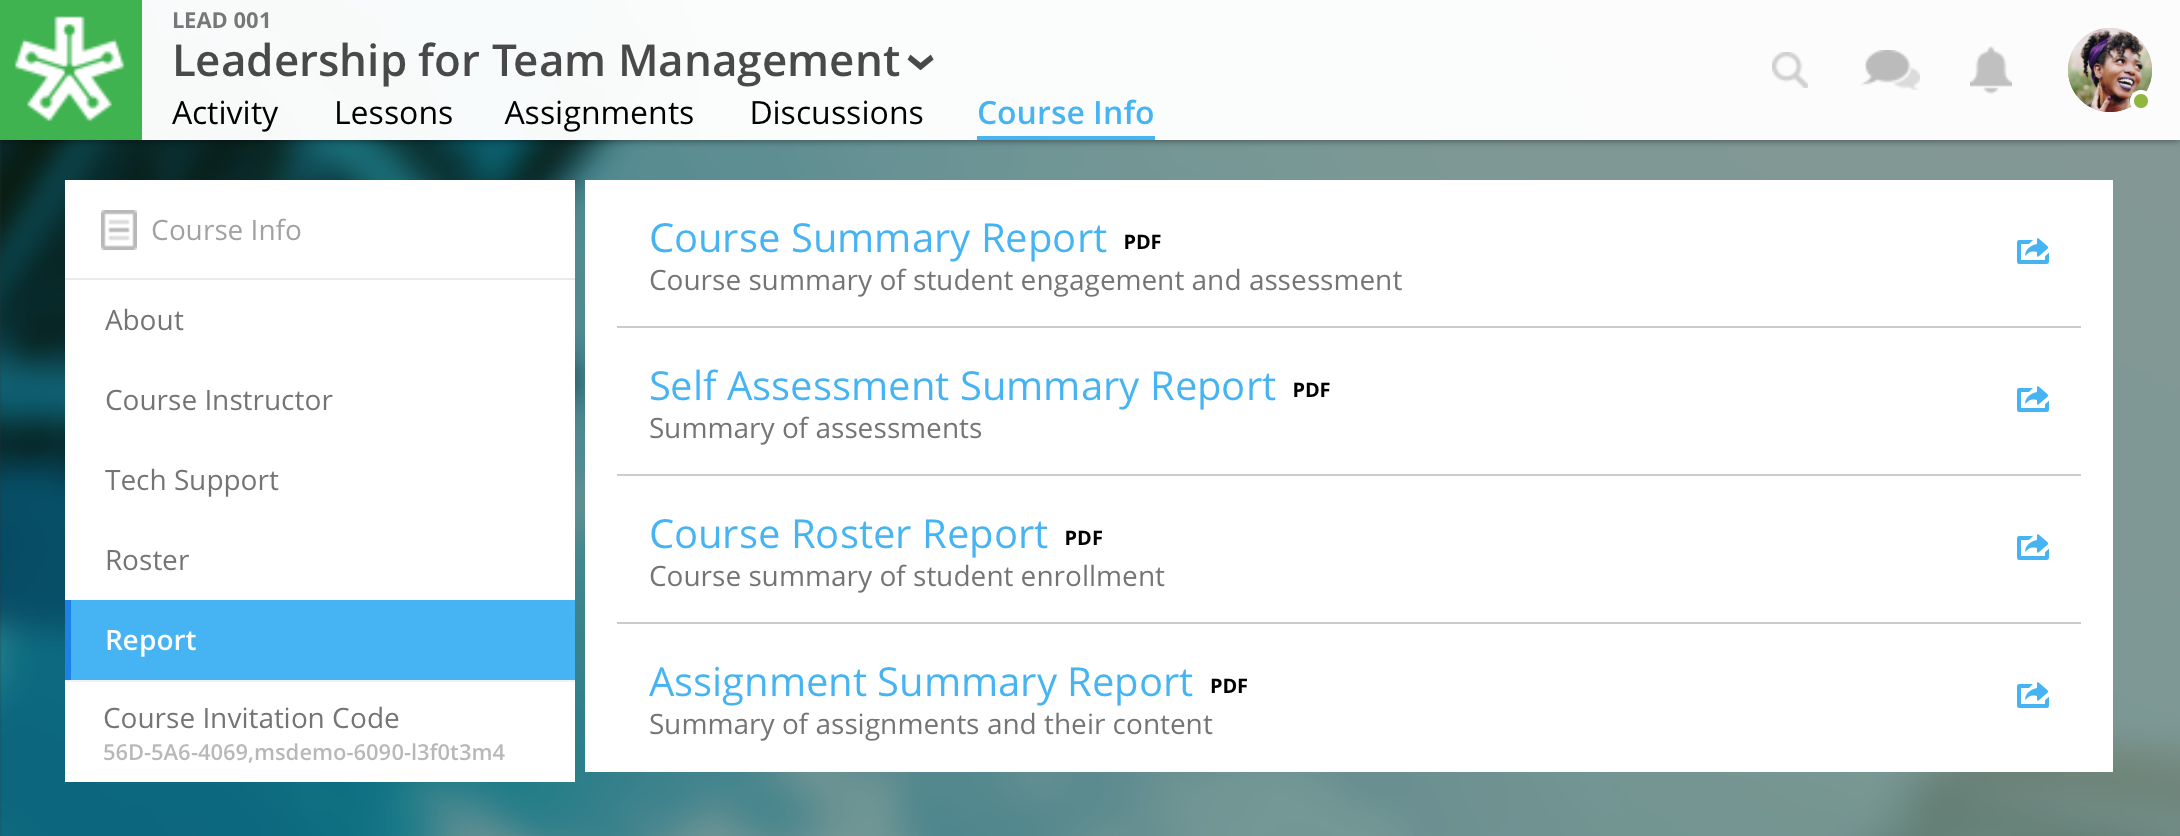 LEAD 001
Leadership for Team Management
Activity Lessons Assignments Discussions Course Info
Course Info
About
Course Instructor
Tech Support
Roster
Report
Course Invitation Code
56D-5A6-4069,msdemo-6090-l3f0t3m4
Course Summary Report PDF
Course summary of student engagement and assessment
Self Assessment Summary Report PDF
Summary of assessments
Course Roster Report PDF
Course summary of student enrollment
Assignment Summary Report PDF
Summary of assignments and their content